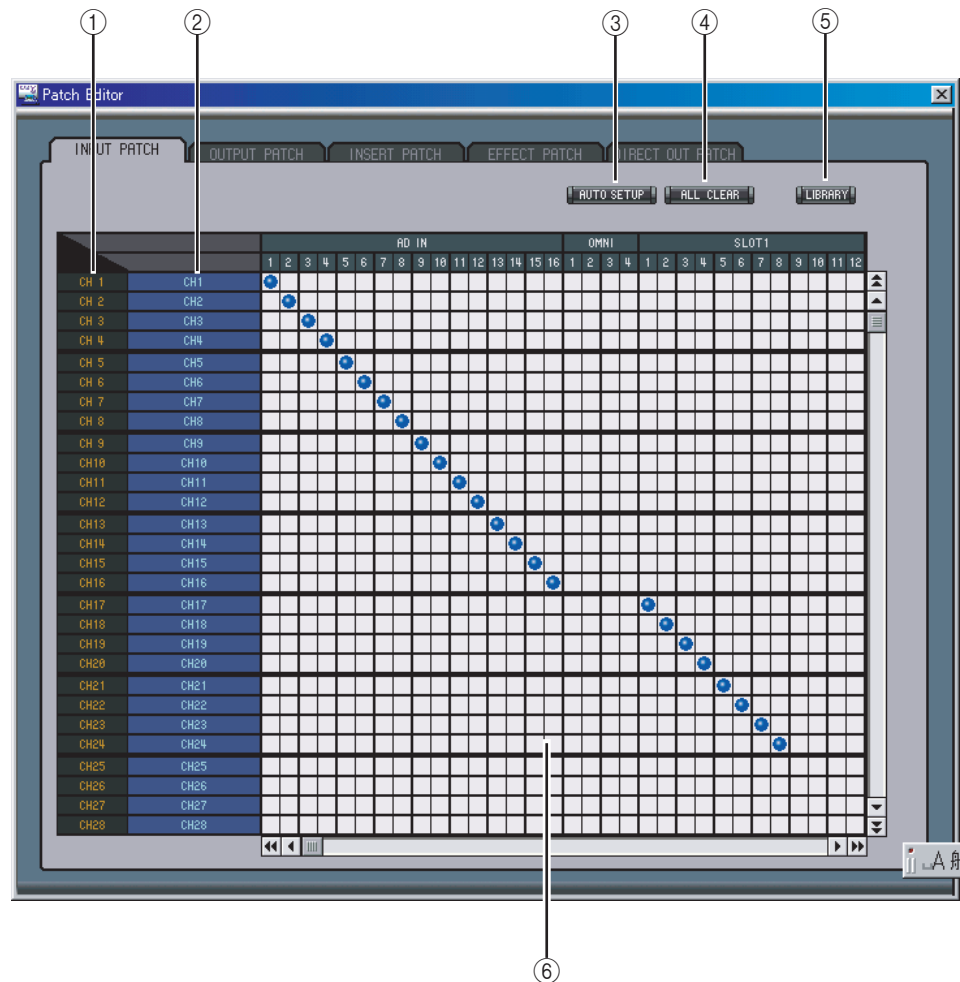 ① ② ③ ④ ⑤
Patch Editor
INPUT PATCH OUTPUT PATCH INSERT PATCH EFFECT PATCH DIRECT OUT PATCH
AUTO SETUP ALL CLEAR LIBRARY
AD IN OMNI SLOT1
1 2 3 4 5 6 7 8 9 10 11 12 13 14 15 16 1 2 3 4 1 2 3 4 5 6 7 8 9 10 11 12
CH 1 CH1
CH 2 CH2
CH 3 CH3
CH 4 CH4
CH 5 CH5
CH 6 CH6
CH 7 CH7
CH 8 CH8
CH 9 CH9
CH10 CH10
CH11 CH11
CH12 CH12
CH13 CH13
CH14 CH14
CH15 CH15
CH16 CH16
CH17 CH17
CH18 CH18
CH19 CH19
CH20 CH20
CH21 CH21
CH22 CH22
CH23 CH23
CH24 CH24
CH25 CH25
CH26 CH26
CH27 CH27
CH28 CH28
A 般
⑥